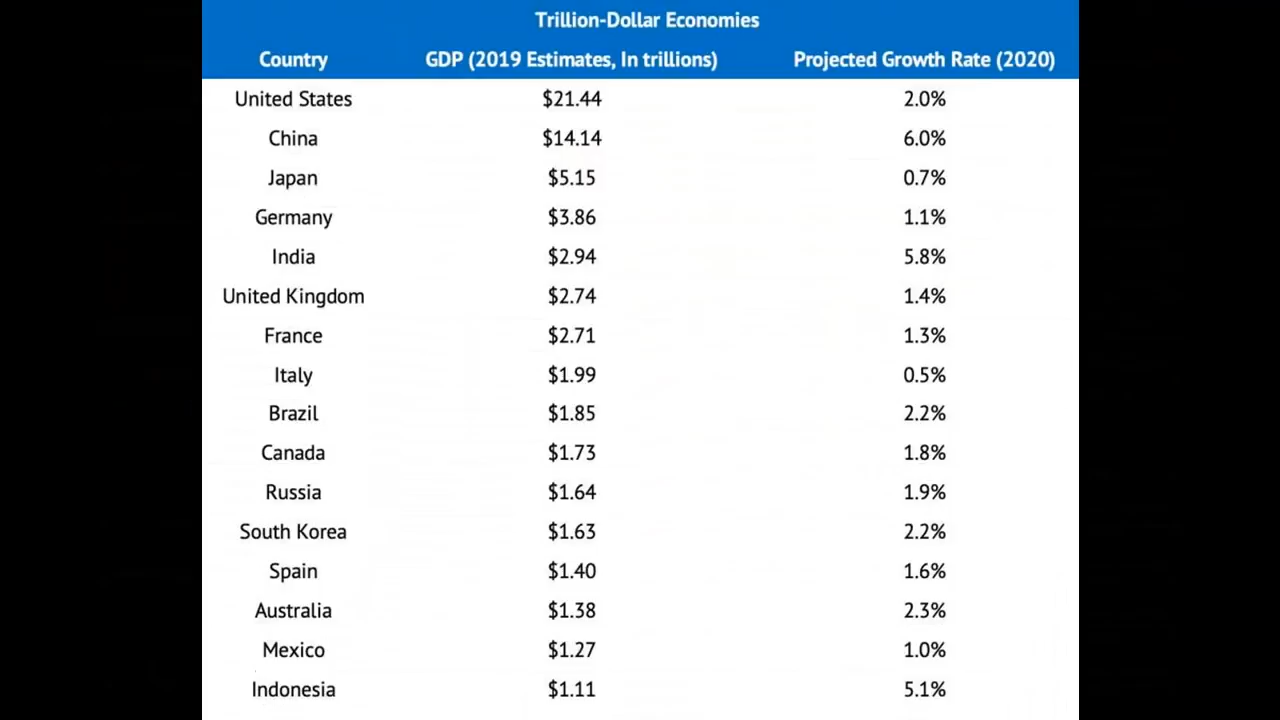 Trillion-Dollar Economies
Country GDP (2019 Estimates, In trillions) Projected Growth Rate (2020)
United States $21.44 2.0%
China $14.14 6.0%
Japan $5.15 0.7%
Germany $3.86 1.1%
India $2.94 5.8%
United Kingdom $2.74 1.4%
France $2.71 1.3%
Italy $1.99 0.5%
Brazil $1.85 2.2%
Canada $1.73 1.8%
Russia $1.64 1.9%
South Korea $1.63 2.2%
Spain $1.40 1.6%
Australia $1.38 2.3%
Mexico $1.27 1.0%
Indonesia $1.11 5.1%